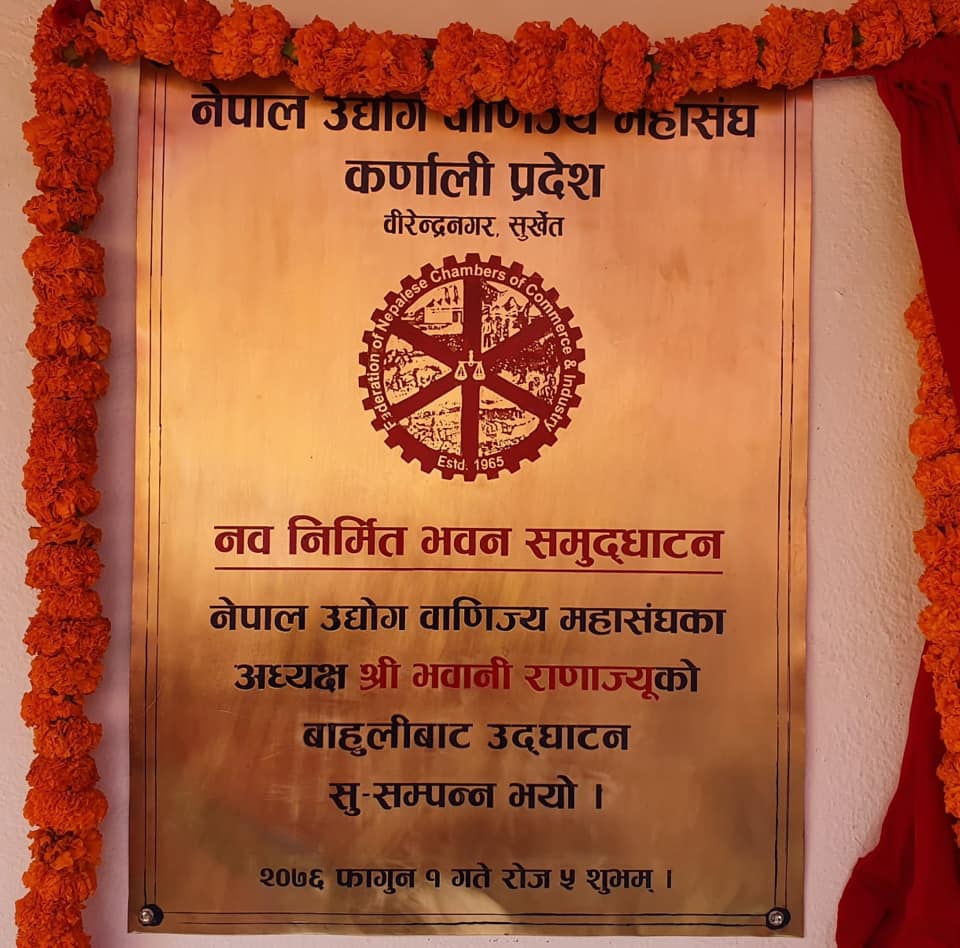 नेपाल उद्योग वाणिज्य महासंघ
कर्णाली प्रदेश
वीरेन्द्रनगर, सुर्खेत
Federation of Nepalese Chambers of Commerce & Industry
Estd. 1965
नव निर्मित भवन समुद्घाटन
नेपाल उद्योग वाणिज्य महासंघका
अध्यक्ष श्री भवानी राणाज्यूको
बाहुलीबाट उद्घाटन
सु-सम्पन्न भयो ।
२०७६ फागुन १ गते रोज ५ शुभम् ।